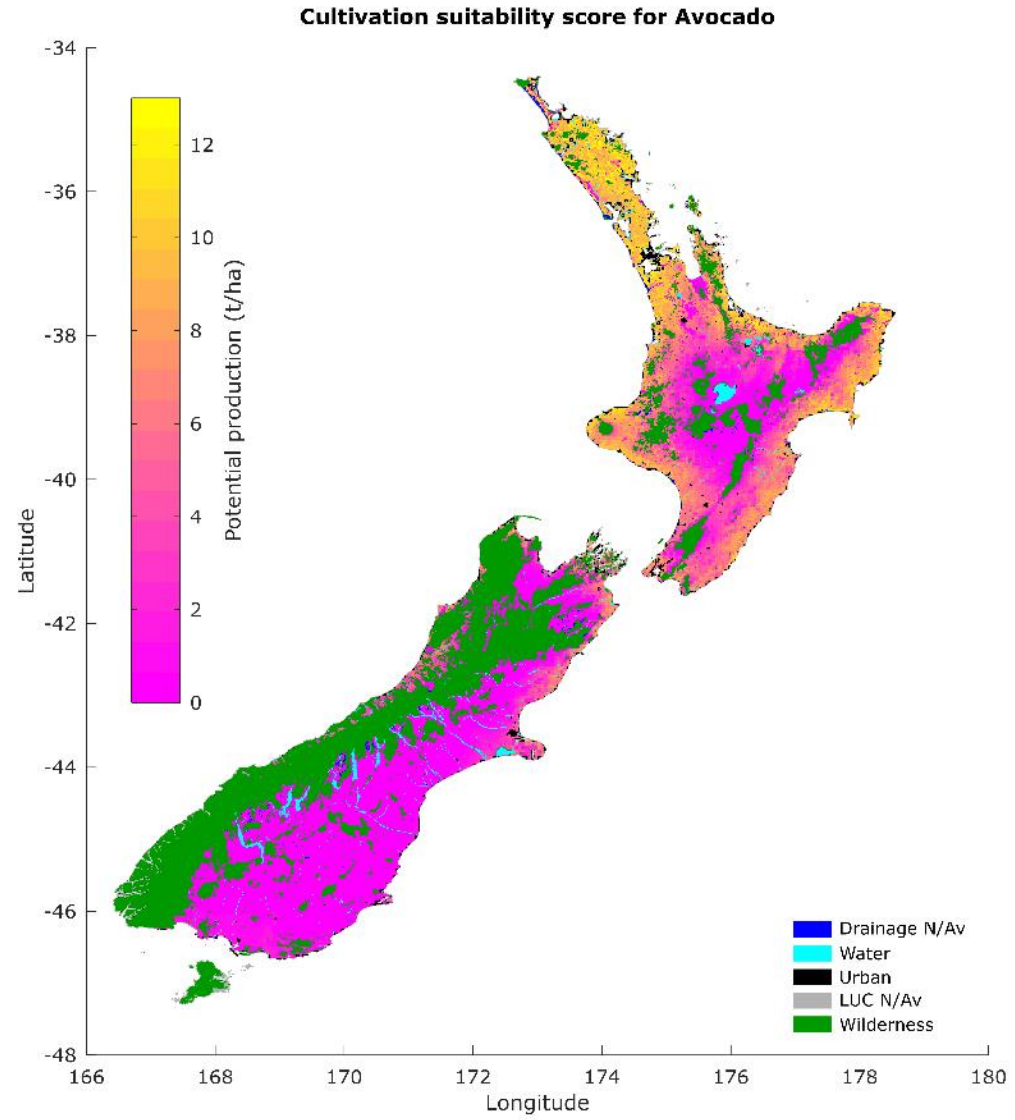 Cultivation suitability score for Avocado
-34
-36
-38
-40
-42
-44
-46
-48
Latitude
12
10
8
6
4
2
0
Potential production (t/ha)
Drainage N/Av
Water
Urban
LUC N/Av
Wilderness
166 168 170 172 174 176 178 180
Longitude